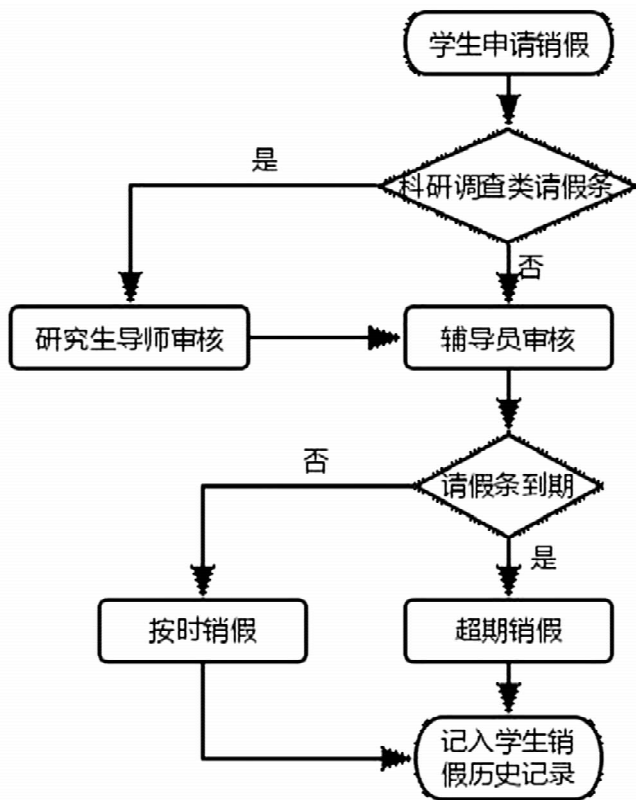 学生申请销假
是
科研调查类请假条
否
研究生导师审核
辅导员审核
否
请假条到期
是
按时销假
超期销假
记入学生销
假历史记录